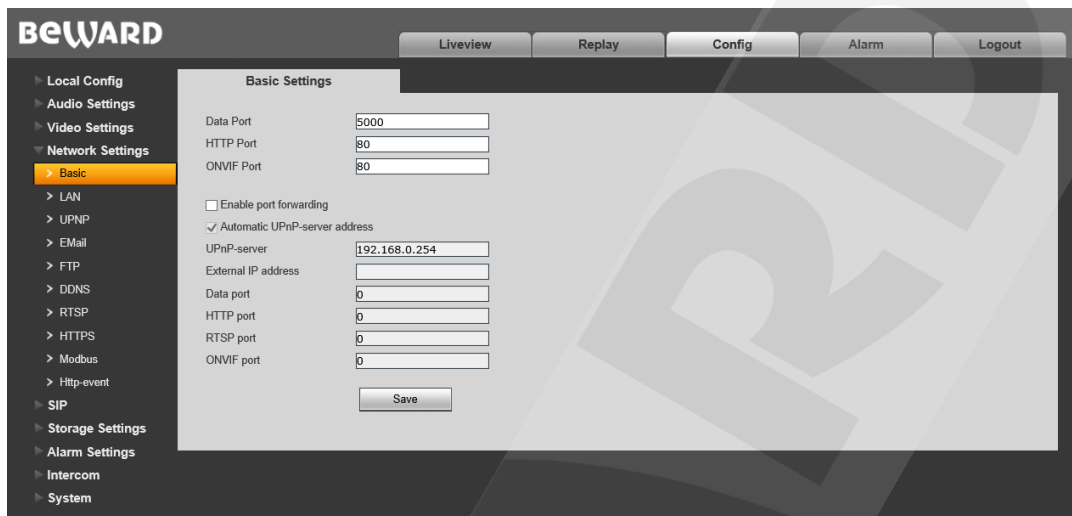 BEWARD
Liveview Replay Config Alarm Logout
Local Config
Audio Settings
Video Settings
Network Settings
Basic
LAN
UPNP
EMail
FTP
DDNS
RTSP
HTTPS
Modbus
Http-event
SIP
Storage Settings
Alarm Settings
Intercom
System
Basic Settings
Data Port 5000
HTTP Port 80
ONVIF Port 80
Enable port forwarding
Automatic UPnP-server address
UPnP-server 192.168.0.254
External IP address
Data port 0
HTTP port 0
RTSP port 0
ONVIF port 0
Save